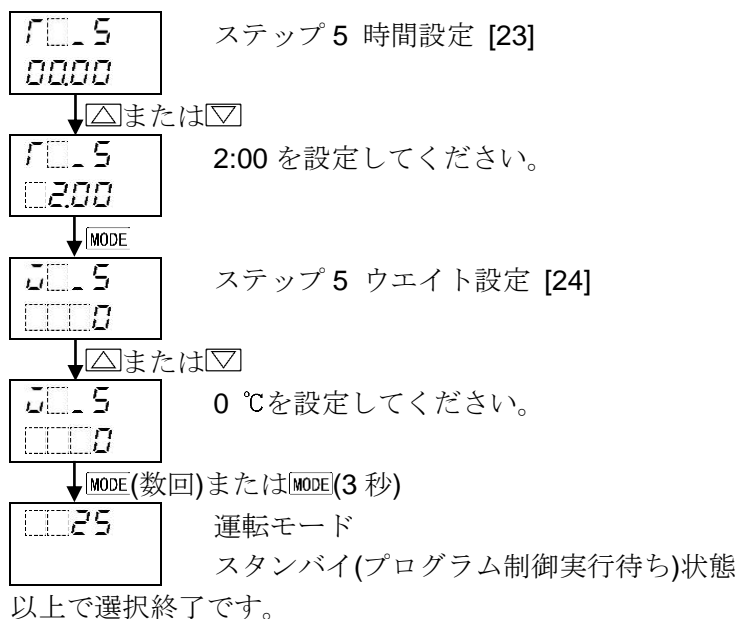 ┌□_5 ステップ 5 時間設定 [23]
00.00
△または▽
┌□_5 2:00 を設定してください。
□2.00
MODE
□_5 ステップ 5 ウエイト設定 [24]
□□□0
△または▽
□_5 0 ℃を設定してください。
□□□0
MODE(数回)またはMODE(3 秒)
□□25 運転モード
スタンバイ(プログラム制御実行待ち)状態
以上で選択終了です。